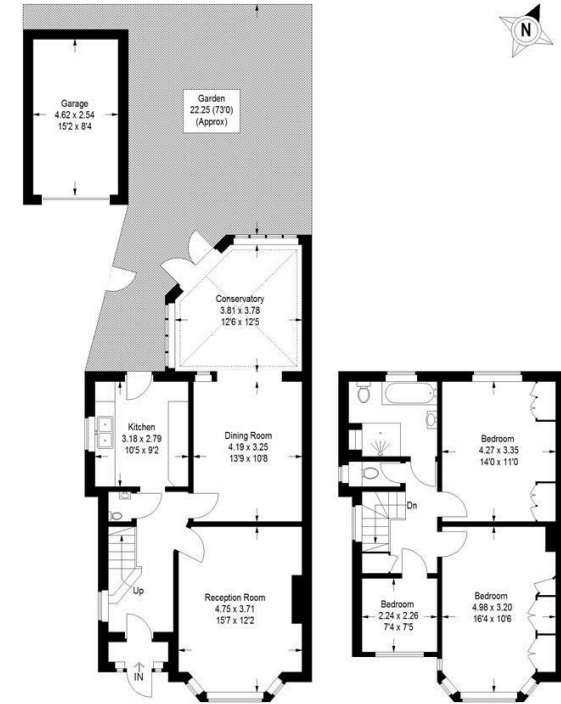 N
Garage
4.62 x 2.54
15'2 x 8'4
Garden
22.25 (73'0)
(Approx)
Conservatory
3.81 x 3.78
12'6 x 12'5
Kitchen
3.18 x 2.79
10'5 x 9'2
Dining Room
4.19 x 3.25
13'9 x 10'8
Up
Reception Room
4.75 x 3.71
15'7 x 12'2
IN
Bedroom
4.27 x 3.35
14'0 x 11'0
Dn
Bedroom
2.24 x 2.26
7'4 x 7'5
Bedroom
4.98 x 3.20
16'4 x 10'6